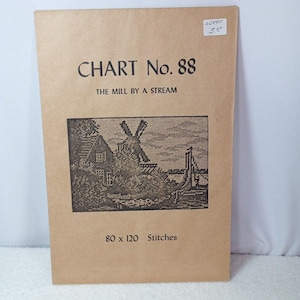 CHART No. 88
THE MILL BY A STREAM
80 x 120 Stitches